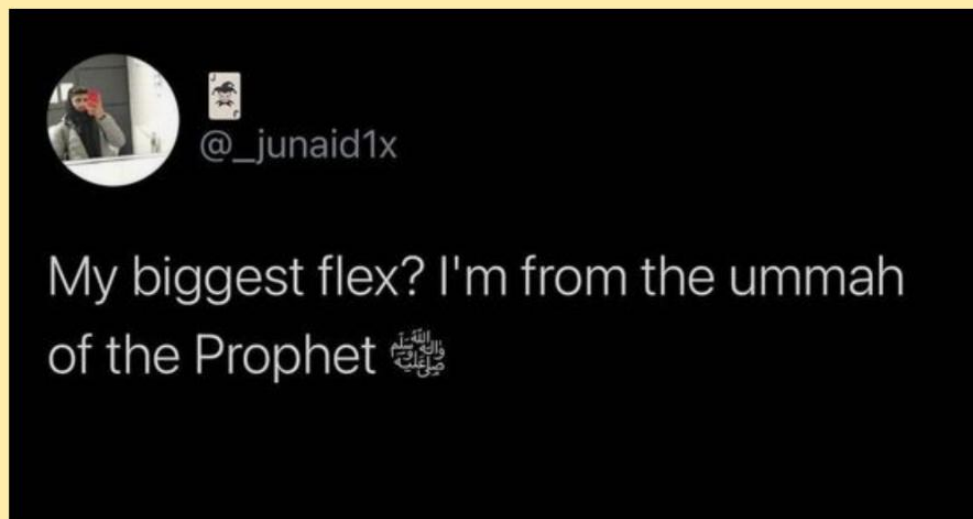 🃏
@_junaid1x
My biggest flex? I'm from the ummah
of the Prophet ﷺ